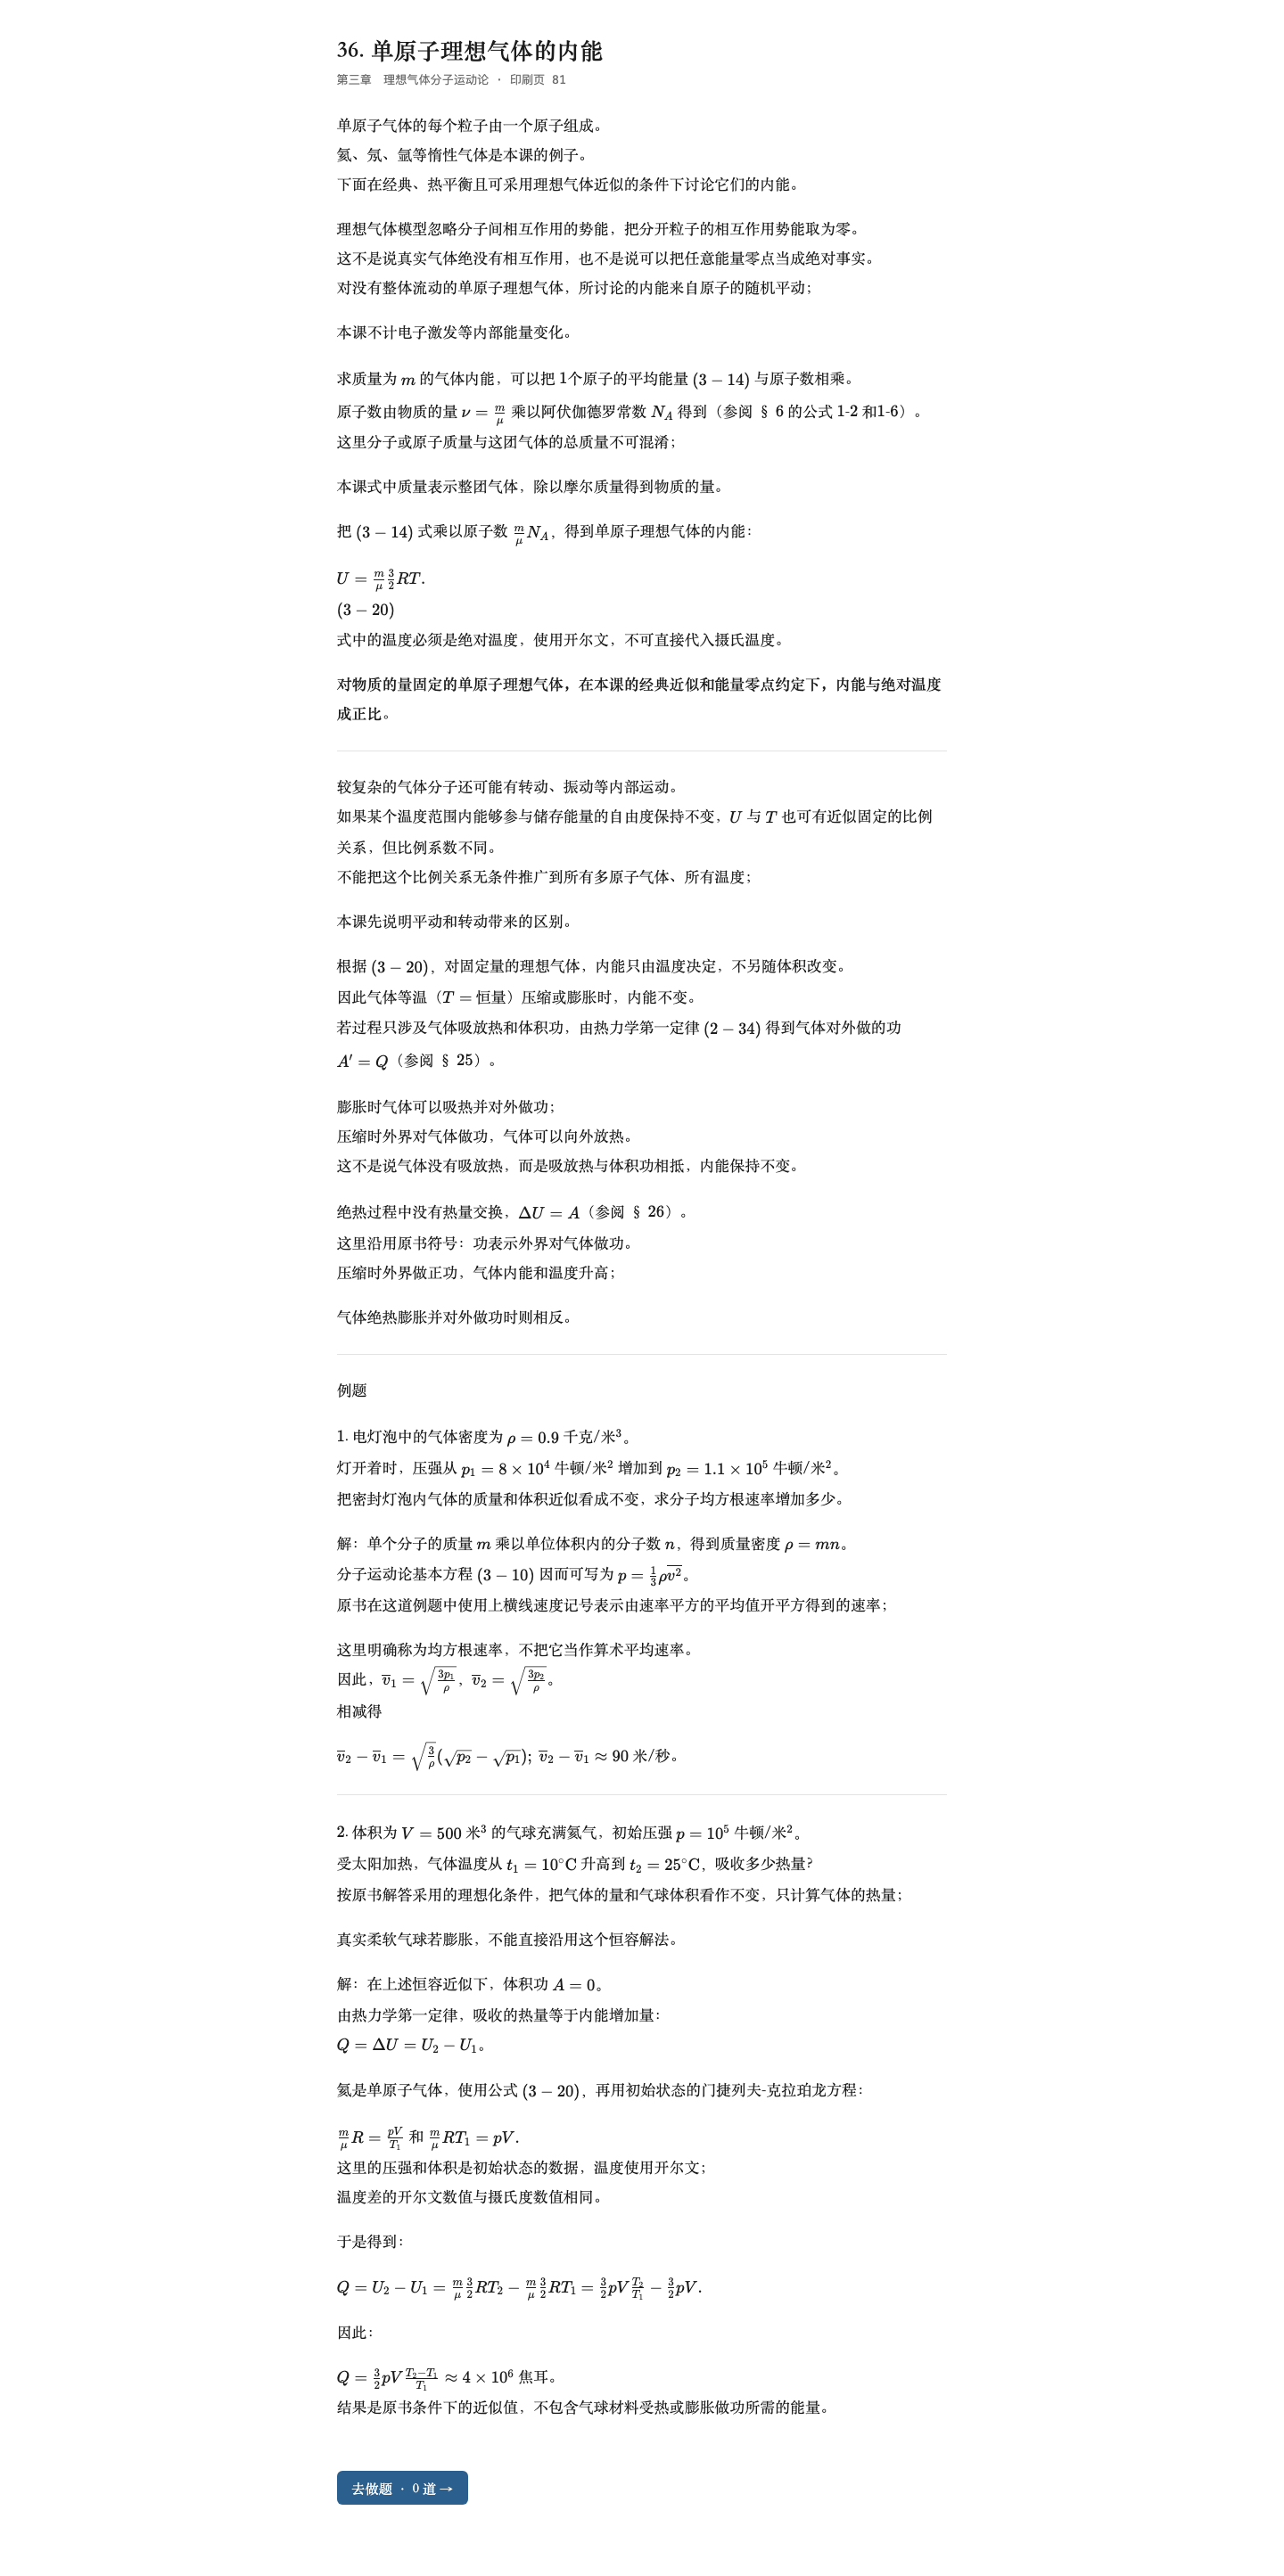 36. 单原子理想气体的内能
第三章　理想气体分子运动论 · 印刷页 81
单原子气体的每个粒子由一个原子组成。
氦、氖、氩等惰性气体是本课的例子。
下面在经典、热平衡且可采用理想气体近似的条件下讨论它们的内能。
理想气体模型忽略分子间相互作用的势能，把分开粒子的相互作用势能取为零。
这不是说真实气体绝没有相互作用，也不是说可以把任意能量零点当成绝对事实。
对没有整体流动的单原子理想气体，所讨论的内能来自原子的随机平动；
本课不计电子激发等内部能量变化。
求质量为 m 的气体内能，可以把 1个原子的平均能量 (3 − 14) 与原子数相乘。
原子数由物质的量 ν = m/μ 乘以阿伏伽德罗常数 N_A 得到（参阅 § 6 的公式 1-2 和1-6）。
这里分子或原子质量与这团气体的总质量不可混淆；
本课式中质量表示整团气体，除以摩尔质量得到物质的量。
把 (3 − 14) 式乘以原子数 m/μ N_A，得到单原子理想气体的内能：
U = m/μ 3/2 RT.
(3 − 20)
式中的温度必须是绝对温度，使用开尔文，不可直接代入摄氏温度。
对物质的量固定的单原子理想气体，在本课的经典近似和能量零点约定下，内能与绝对温度
成正比。
较复杂的气体分子还可能有转动、振动等内部运动。
如果某个温度范围内能够参与储存能量的自由度保持不变，U 与 T 也可有近似固定的比例
关系，但比例系数不同。
不能把这个比例关系无条件推广到所有多原子气体、所有温度；
本课先说明平动和转动带来的区别。
根据 (3 − 20)，对固定量的理想气体，内能只由温度决定，不另随体积改变。
因此气体等温（T = 恒量）压缩或膨胀时，内能不变。
若过程只涉及气体吸放热和体积功，由热力学第一定律 (2 − 34) 得到气体对外做的功
A′ = Q（参阅 § 25）。
膨胀时气体可以吸热并对外做功；
压缩时外界对气体做功，气体可以向外放热。
这不是说气体没有吸放热，而是吸放热与体积功相抵，内能保持不变。
绝热过程中没有热量交换，ΔU = A（参阅 § 26）。
这里沿用原书符号：功表示外界对气体做功。
压缩时外界做正功，气体内能和温度升高；
气体绝热膨胀并对外做功时则相反。
例题
1. 电灯泡中的气体密度为 ρ = 0.9 千克/米³。
灯开着时，压强从 p₁ = 8 × 10⁴ 牛顿/米² 增加到 p₂ = 1.1 × 10⁵ 牛顿/米²。
把密封灯泡内气体的质量和体积近似看成不变，求分子均方根速率增加多少。
解：单个分子的质量 m 乘以单位体积内的分子数 n，得到质量密度 ρ = mn。
分子运动论基本方程 (3 − 10) 因而可写为 p = 1/3 ρv̅²。
原书在这道例题中使用上横线速度记号表示由速率平方的平均值开平方得到的速率；
这里明确称为均方根速率，不把它当作算术平均速率。
因此，v̅₁ = √(3p₁/ρ)，v̅₂ = √(3p₂/ρ)。
相减得
v̅₂ − v̅₁ = √(3/ρ)(√p₂ − √p₁); v̅₂ − v̅₁ ≈ 90 米/秒。
2. 体积为 V = 500 米³ 的气球充满氦气，初始压强 p = 10⁵ 牛顿/米²。
受太阳加热，气体温度从 t₁ = 10°C 升高到 t₂ = 25°C，吸收多少热量？
按原书解答采用的理想化条件，把气体的量和气球体积看作不变，只计算气体的热量；
真实柔软气球若膨胀，不能直接沿用这个恒容解法。
解：在上述恒容近似下，体积功 A = 0。
由热力学第一定律，吸收的热量等于内能增加量：
Q = ΔU = U₂ − U₁。
氦是单原子气体，使用公式 (3 − 20)，再用初始状态的门捷列夫-克拉珀龙方程：
m/μ R = pV/T₁ 和 m/μ RT₁ = pV.
这里的压强和体积是初始状态的数据，温度使用开尔文；
温度差的开尔文数值与摄氏度数值相同。
于是得到：
Q = U₂ − U₁ = m/μ 3/2 RT₂ − m/μ 3/2 RT₁ = 3/2 pV T₂/T₁ − 3/2 pV.
因此：
Q = 3/2 pV (T₂−T₁)/T₁ ≈ 4 × 10⁶ 焦耳。
结果是原书条件下的近似值，不包含气球材料受热或膨胀做功所需的能量。
去做题 · 0 道 →